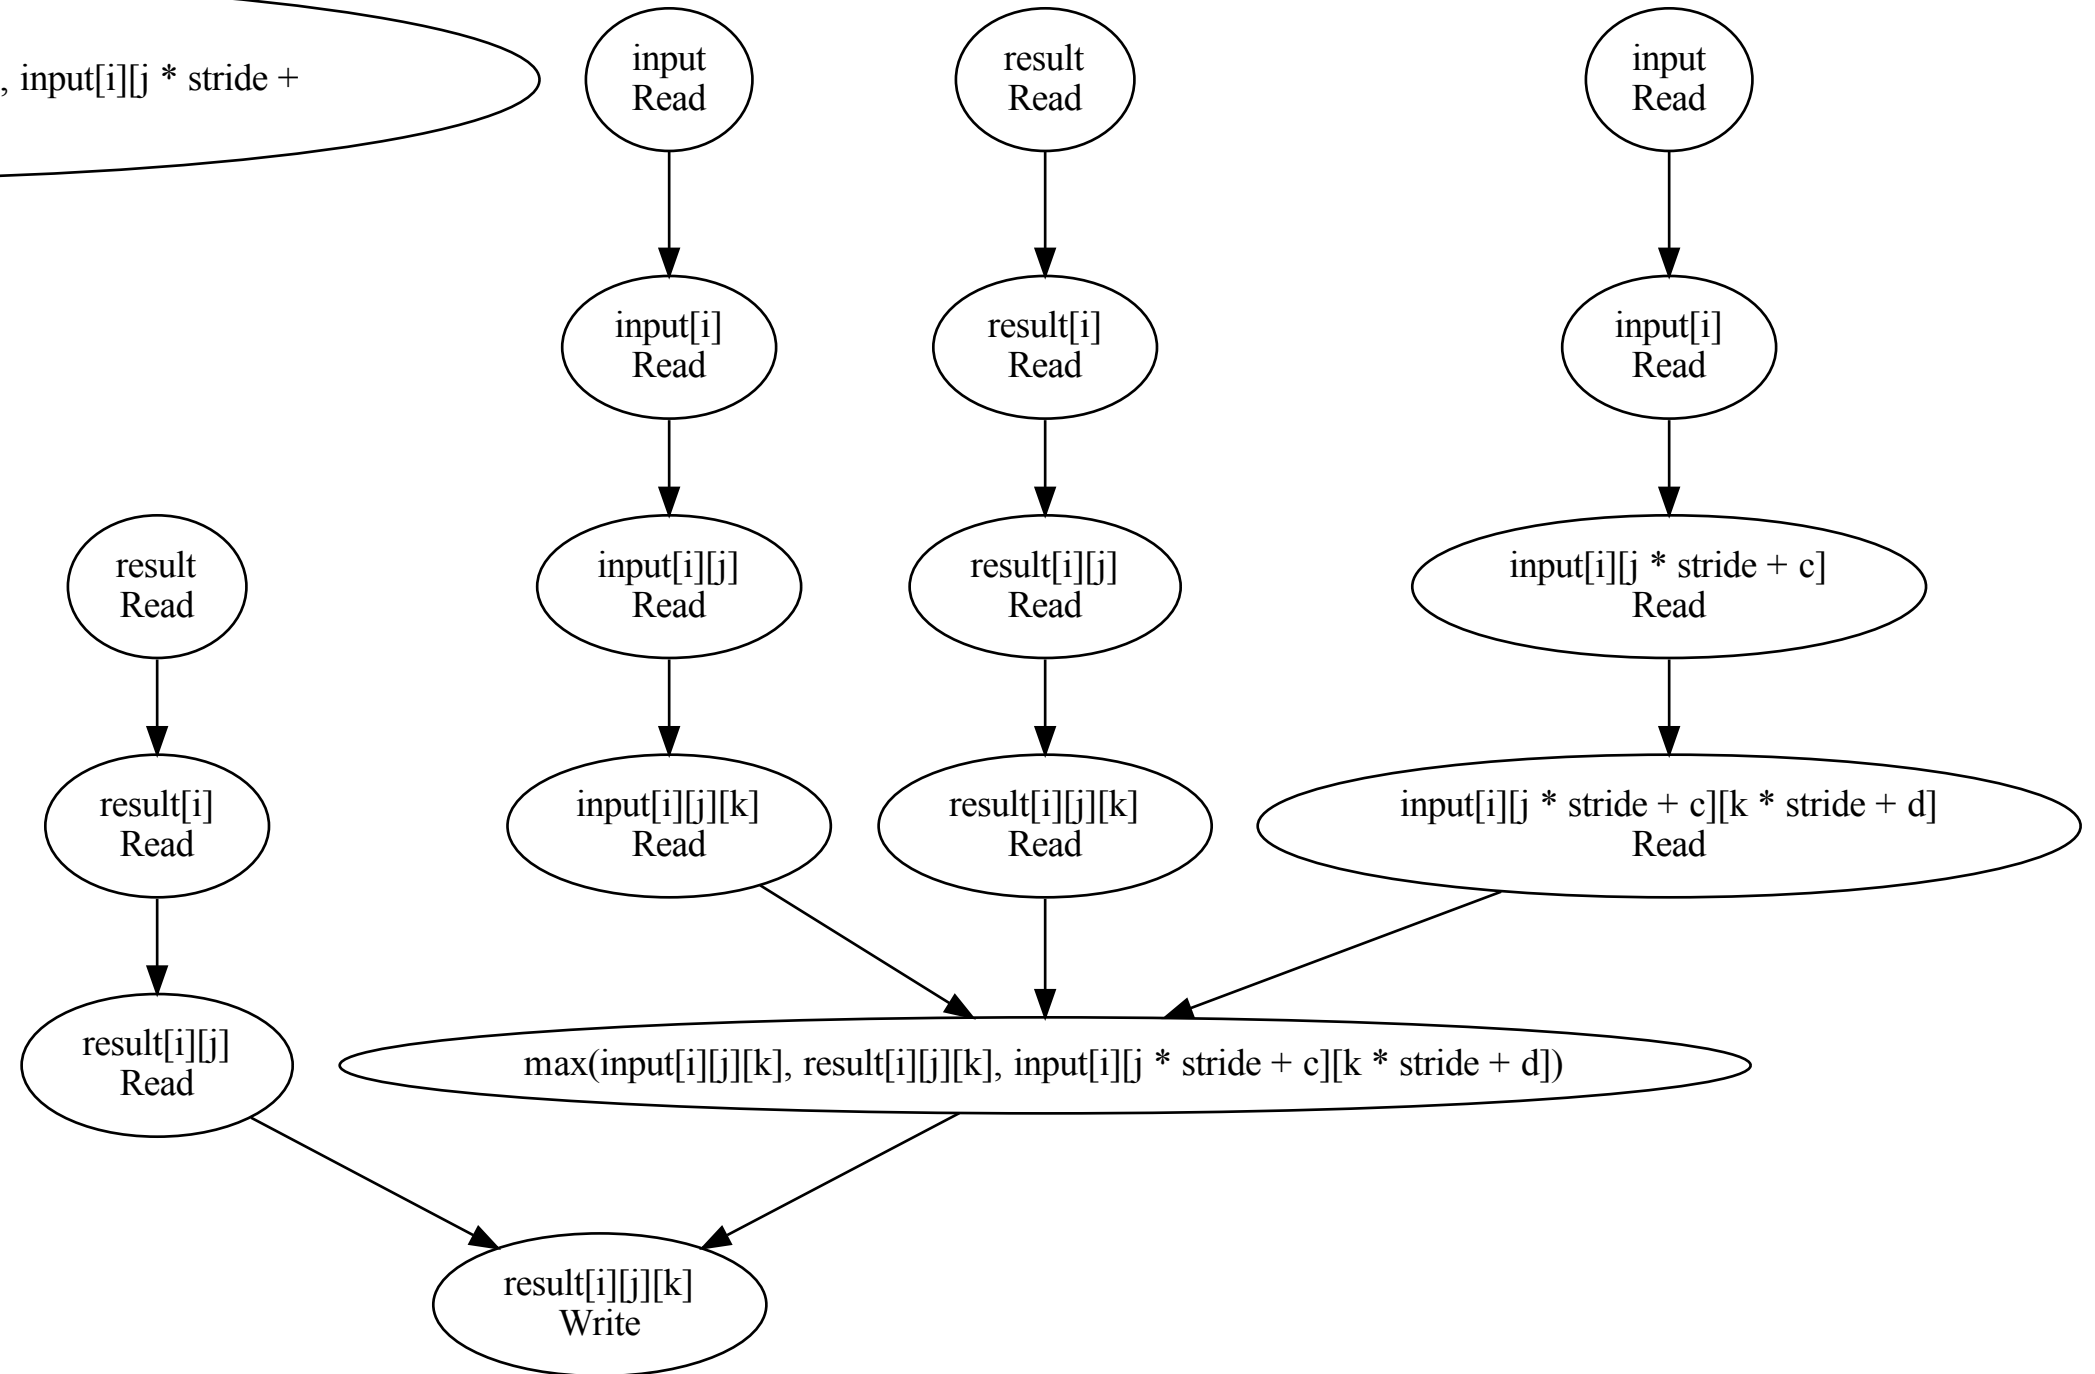 , input[i][j * stride +
input
Read
result
Read
input
Read
input[i]
Read
result[i]
Read
input[i]
Read
result
Read
input[i][j]
Read
result[i][j]
Read
input[i][j * stride + c]
Read
result[i]
Read
input[i][j][k]
Read
result[i][j][k]
Read
input[i][j * stride + c][k * stride + d]
Read
result[i][j]
Read
max(input[i][j][k], result[i][j][k], input[i][j * stride + c][k * stride + d])
result[i][j][k]
Write